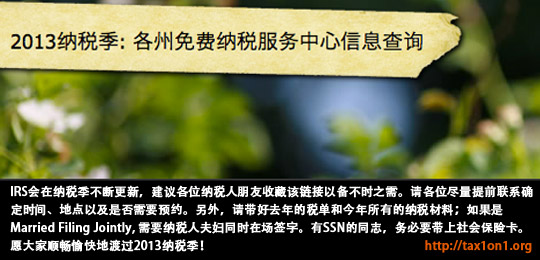 2013纳税季: 各州免费纳税服务中心信息查询
IRS会在纳税季不断更新，建议各位纳税人朋友收藏该链接以备不时之需。请各位尽量提前联系确
定时间、地点以及是否需要预约。另外，请带好去年的税单和今年所有的纳税材料；如果是
Married Filing Jointly, 需要纳税人夫妇同时在场签字。有SSN的同志，务必要带上社会保险卡。
愿大家顺畅愉快地渡过2013纳税季！
http://tax1on1.org